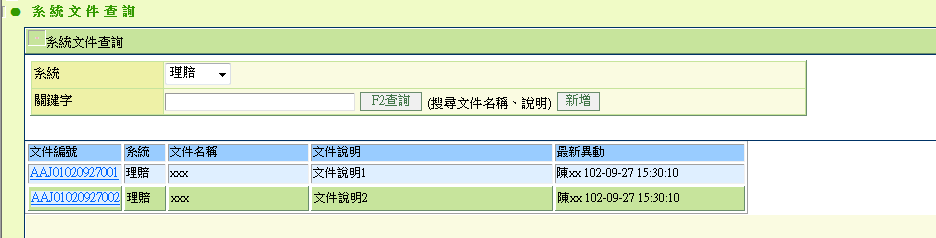 系統文件查詢
系統文件查詢
系統 理賠
關鍵字 F2查詢 (搜尋文件名稱、說明) 新增
文件編號 系統 文件名稱 文件說明 最新異動
AAJ01020927001 理賠 xxx 文件說明1 陳xx 102-09-27 15:30:10
AAJ01020927002 理賠 xxx 文件說明2 陳xx 102-09-27 15:30:10